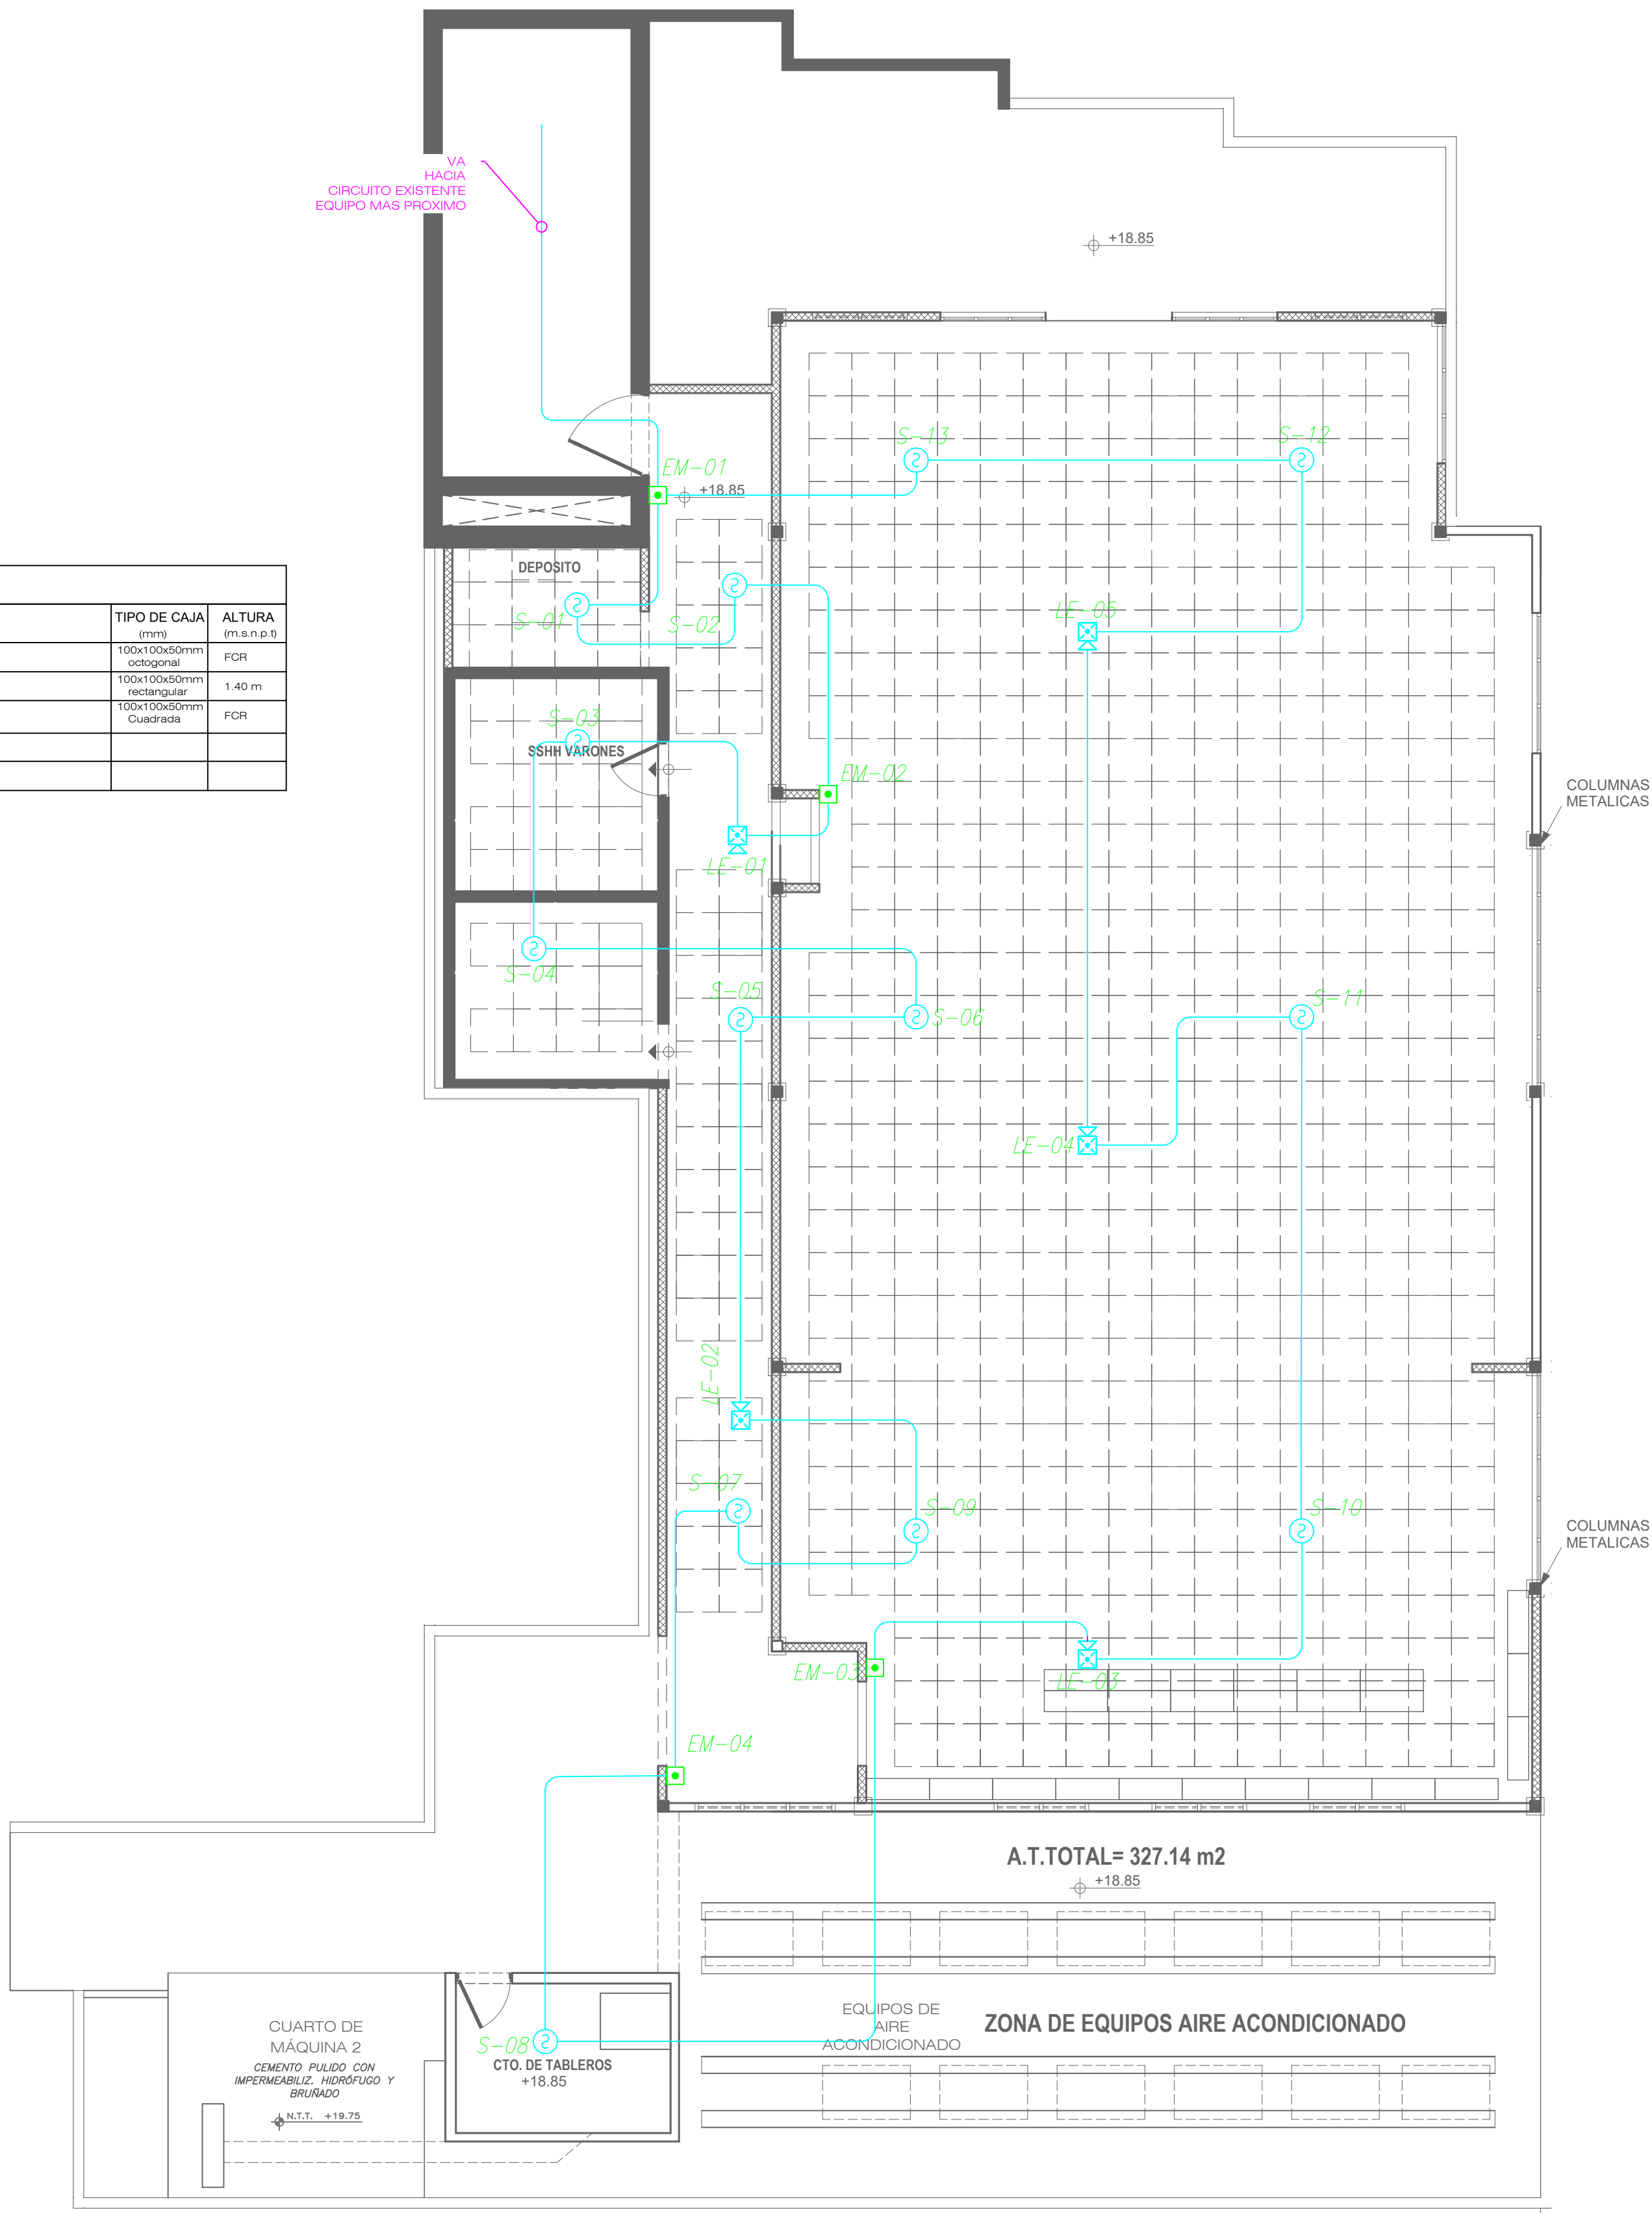 VA
HACIA
CIRCUITO EXISTENTE
EQUIPO MAS PROXIMO
+18.85
S-13
S-12
EM-01
+18.85
DEPOSITO
S-01
S-02
LE-05
TIPO DE CAJA
(mm)
ALTURA
(m.s.n.p.t)
100x100x50mm
octogonal
FCR
100x100x50mm
rectangular
1.40 m
100x100x50mm
Cuadrada
FCR
S-03
SSHH VARONES
EM-02
COLUMNAS
METALICAS
LE-01
S-04
S-05
S-06
S-11
LE-04
LE-02
S-07
S-09
S-10
COLUMNAS
METALICAS
EM-03
LE-03
EM-04
A.T.TOTAL= 327.14 m2
+18.85
EQUIPOS DE
AIRE
ACONDICIONADO
ZONA DE EQUIPOS AIRE ACONDICIONADO
CUARTO DE
MÁQUINA 2
CEMENTO PULIDO CON
IMPERMEABILIZ. HIDRÓFUGO Y
BRUÑADO
N.T.T. +19.75
S-08
CTO. DE TABLEROS
+18.85